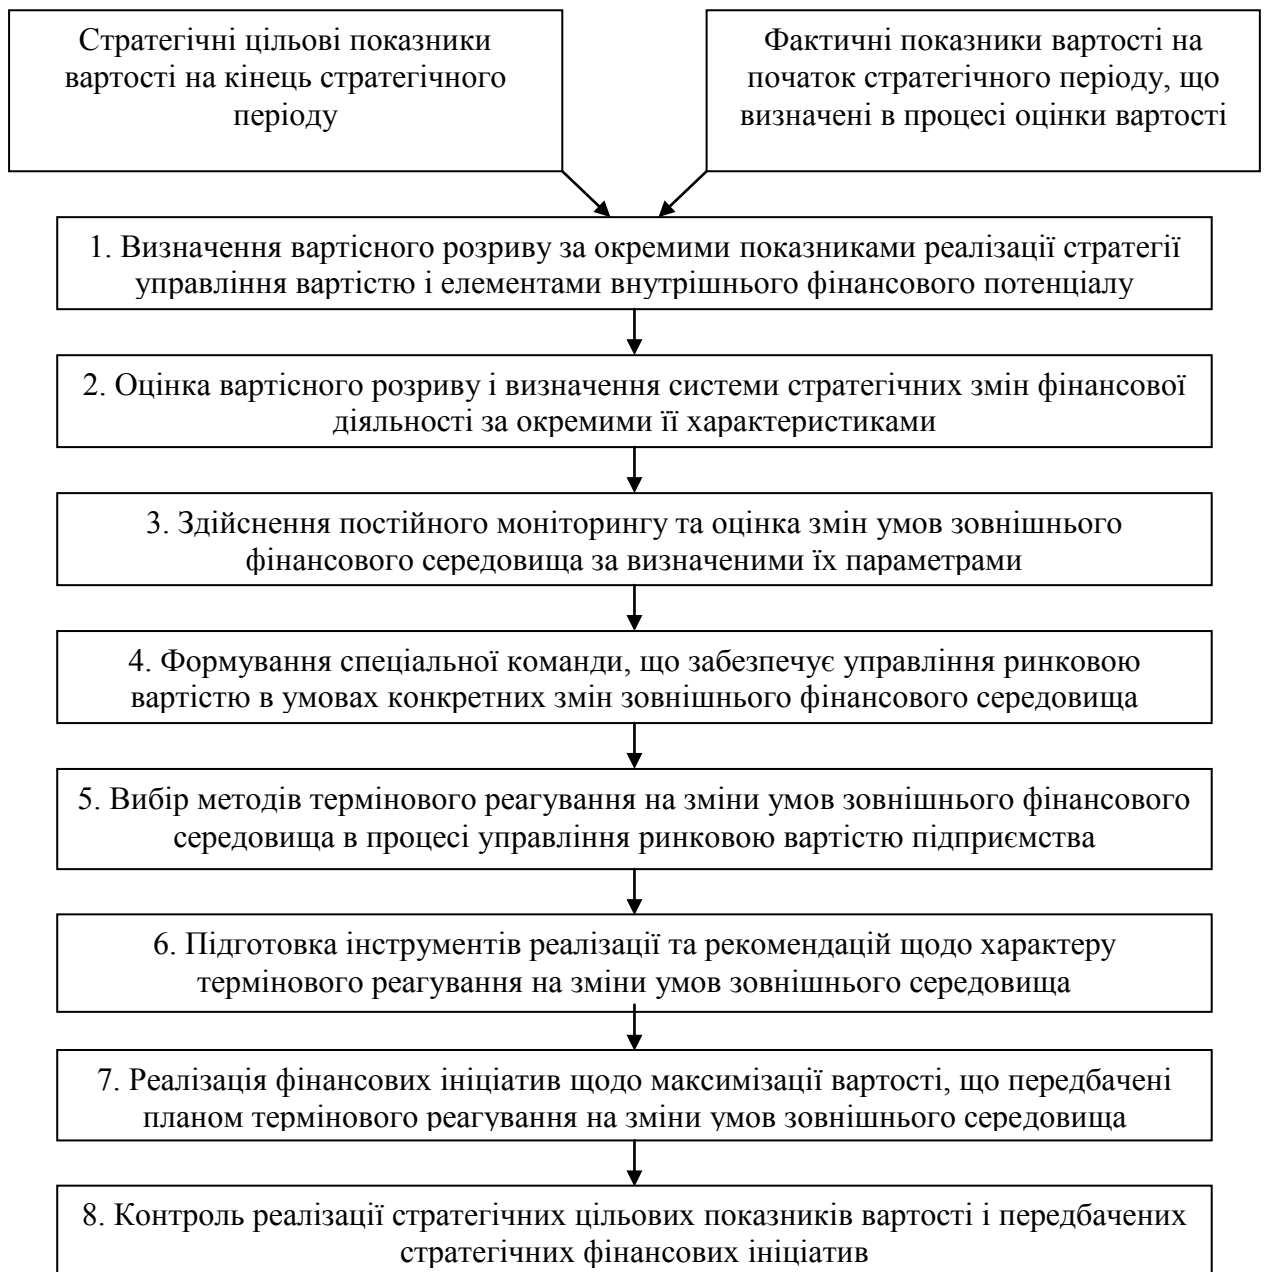 Стратегічні цільові показники
вартості на кінець стратегічного
періоду
Фактичні показники вартості на
початок стратегічного періоду, що
визначені в процесі оцінки вартості
1. Визначення вартісного розриву за окремими показниками реалізації стратегії
управління вартістю і елементами внутрішнього фінансового потенціалу
2. Оцінка вартісного розриву і визначення системи стратегічних змін фінансової
діяльності за окремими її характеристиками
3. Здійснення постійного моніторингу та оцінка змін умов зовнішнього
фінансового середовища за визначеними їх параметрами
4. Формування спеціальної команди, що забезпечує управління ринковою
вартістю в умовах конкретних змін зовнішнього фінансового середовища
5. Вибір методів термінового реагування на зміни умов зовнішнього фінансового
середовища в процесі управління ринковою вартістю підприємства
6. Підготовка інструментів реалізації та рекомендацій щодо характеру
термінового реагування на зміни умов зовнішнього середовища
7. Реалізація фінансових ініціатив щодо максимізації вартості, що передбачені
планом термінового реагування на зміни умов зовнішнього середовища
8. Контроль реалізації стратегічних цільових показників вартості і передбачених
стратегічних фінансових ініціатив